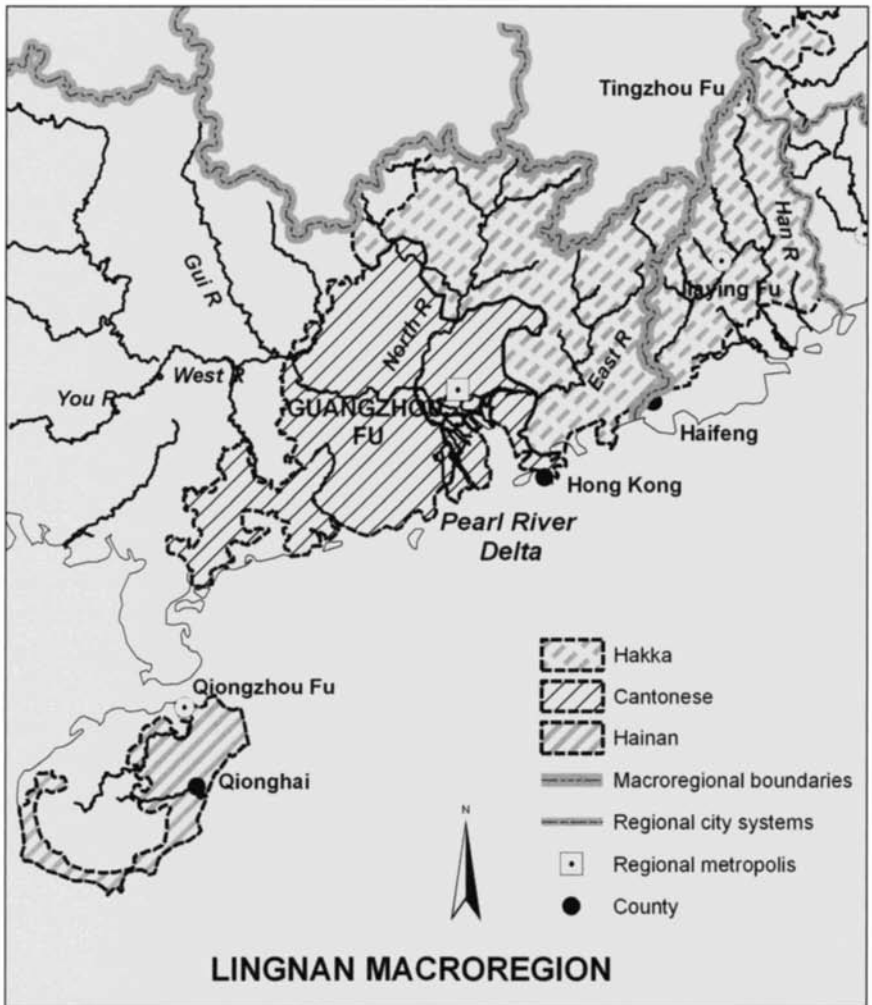 Tingzhou Fu
Han R
Gui R
Jiaying Fu
North R
East R
West R
You R
GUANGZHOU
FU
Haifeng
Hong Kong
Pearl River
Delta
Hakka
Qiongzhou Fu
Cantonese
Hainan
Qionghai
Macroregional boundaries
N
Regional city systems
Regional metropolis
County
LINGNAN MACROREGION